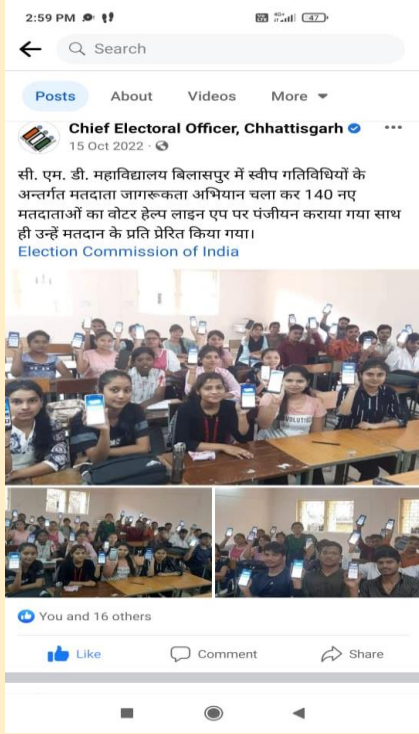 2:59 PM
47
Search
Posts About Videos More
Chief Electoral Officer, Chhattisgarh
15 Oct 2022 ·
सी. एम. डी. महाविद्यालय बिलासपुर में स्वीप गतिविधियों के
अन्तर्गत मतदाता जागरूकता अभियान चला कर 140 नए
मतदाताओं का वोटर हेल्प लाइन एप पर पंजीयन कराया गया साथ
ही उन्हें मतदान के प्रति प्रेरित किया गया।
Election Commission of India
You and 16 others
Like Comment Share